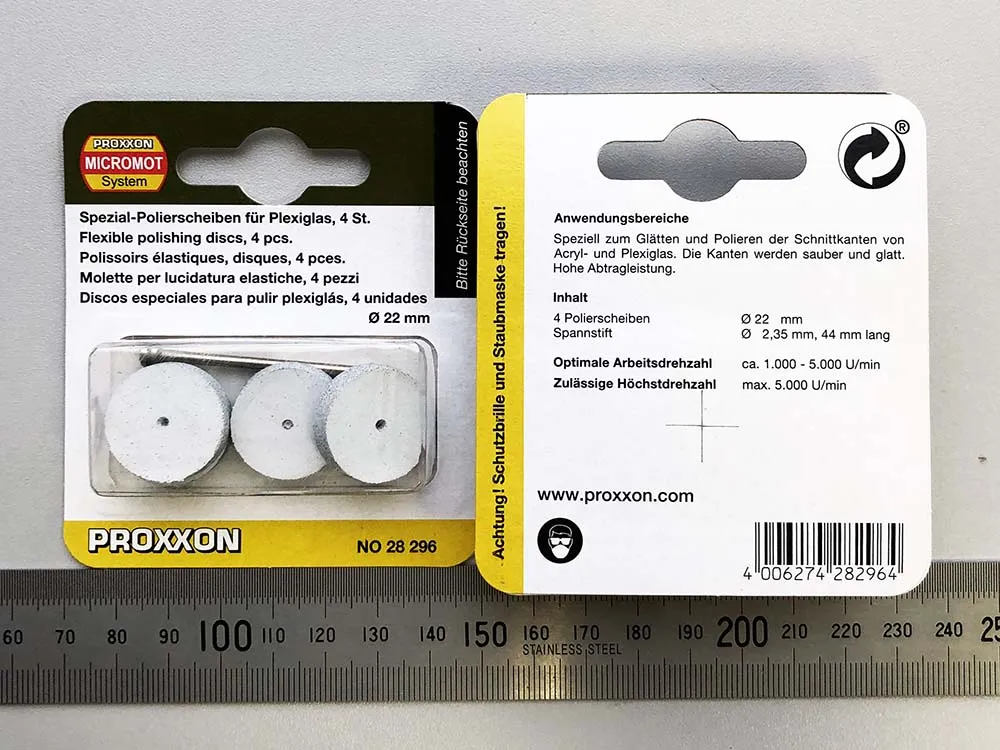 PROXXON
MICROMOT
System
Bitte Rückseite beachten
Spezial-Polierscheiben für Plexiglas, 4 St.
Flexible polishing discs, 4 pcs.
Polissoirs élastiques, disques, 4 pces.
Molette per lucidatura elastiche, 4 pezzi
Discos especiales para pulir plexiglás, 4 unidades
Ø 22 mm
PROXXON
NO 28 296
Achtung! Schutzbrille und Staubmaske tragen!
®
Anwendungsbereiche
Speziell zum Glätten und Polieren der Schnittkanten von
Acryl- und Plexiglas. Die Kanten werden sauber und glatt.
Hohe Abtragleistung.
Inhalt
4 Polierscheiben Ø 22 mm
Spannstift Ø 2,35 mm, 44 mm lang
Optimale Arbeitsdrehzahl ca. 1.000 - 5.000 U/min
Zulässige Höchstdrehzahl max. 5.000 U/min
www.proxxon.com
4 006274 282964
60 70 80 90 100 110 120 130 140 150 160 170 180 190 200 210 220 230 240 25
STAINLESS STEEL